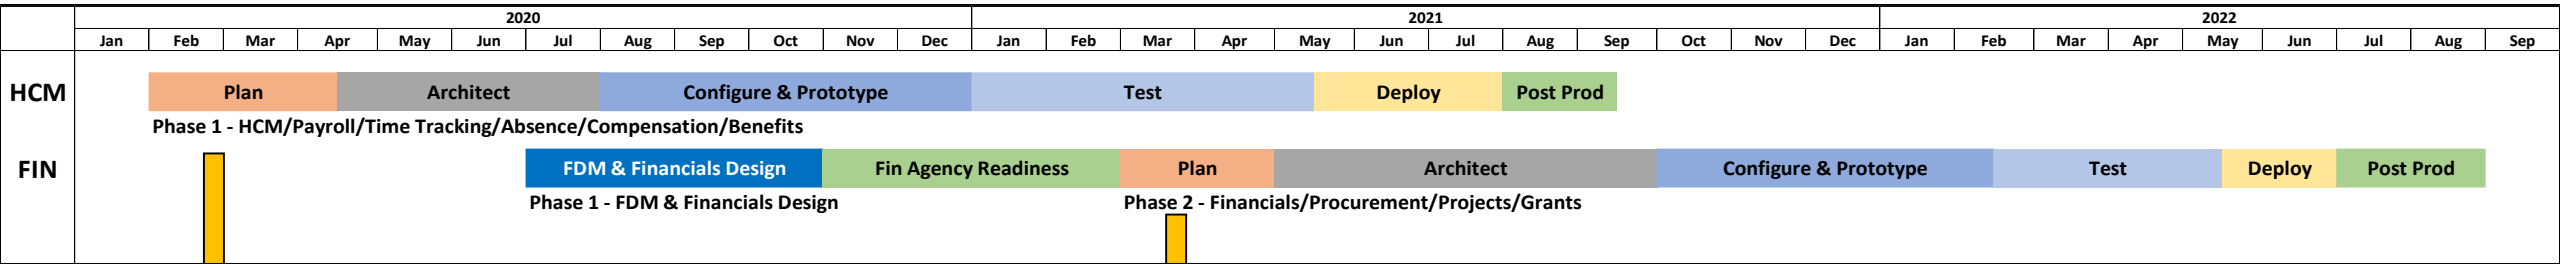 2020 2021 2022
Jan Feb Mar Apr May Jun Jul Aug Sep Oct Nov Dec Jan Feb Mar Apr May Jun Jul Aug Sep Oct Nov Dec Jan Feb Mar Apr May Jun Jul Aug Sep
HCM Plan Architect Configure & Prototype Test Deploy Post Prod
Phase 1 - HCM/Payroll/Time Tracking/Absence/Compensation/Benefits
FIN FDM & Financials Design Fin Agency Readiness Plan Architect Configure & Prototype Test Deploy Post Prod
Phase 1 - FDM & Financials Design Phase 2 - Financials/Procurement/Projects/Grants